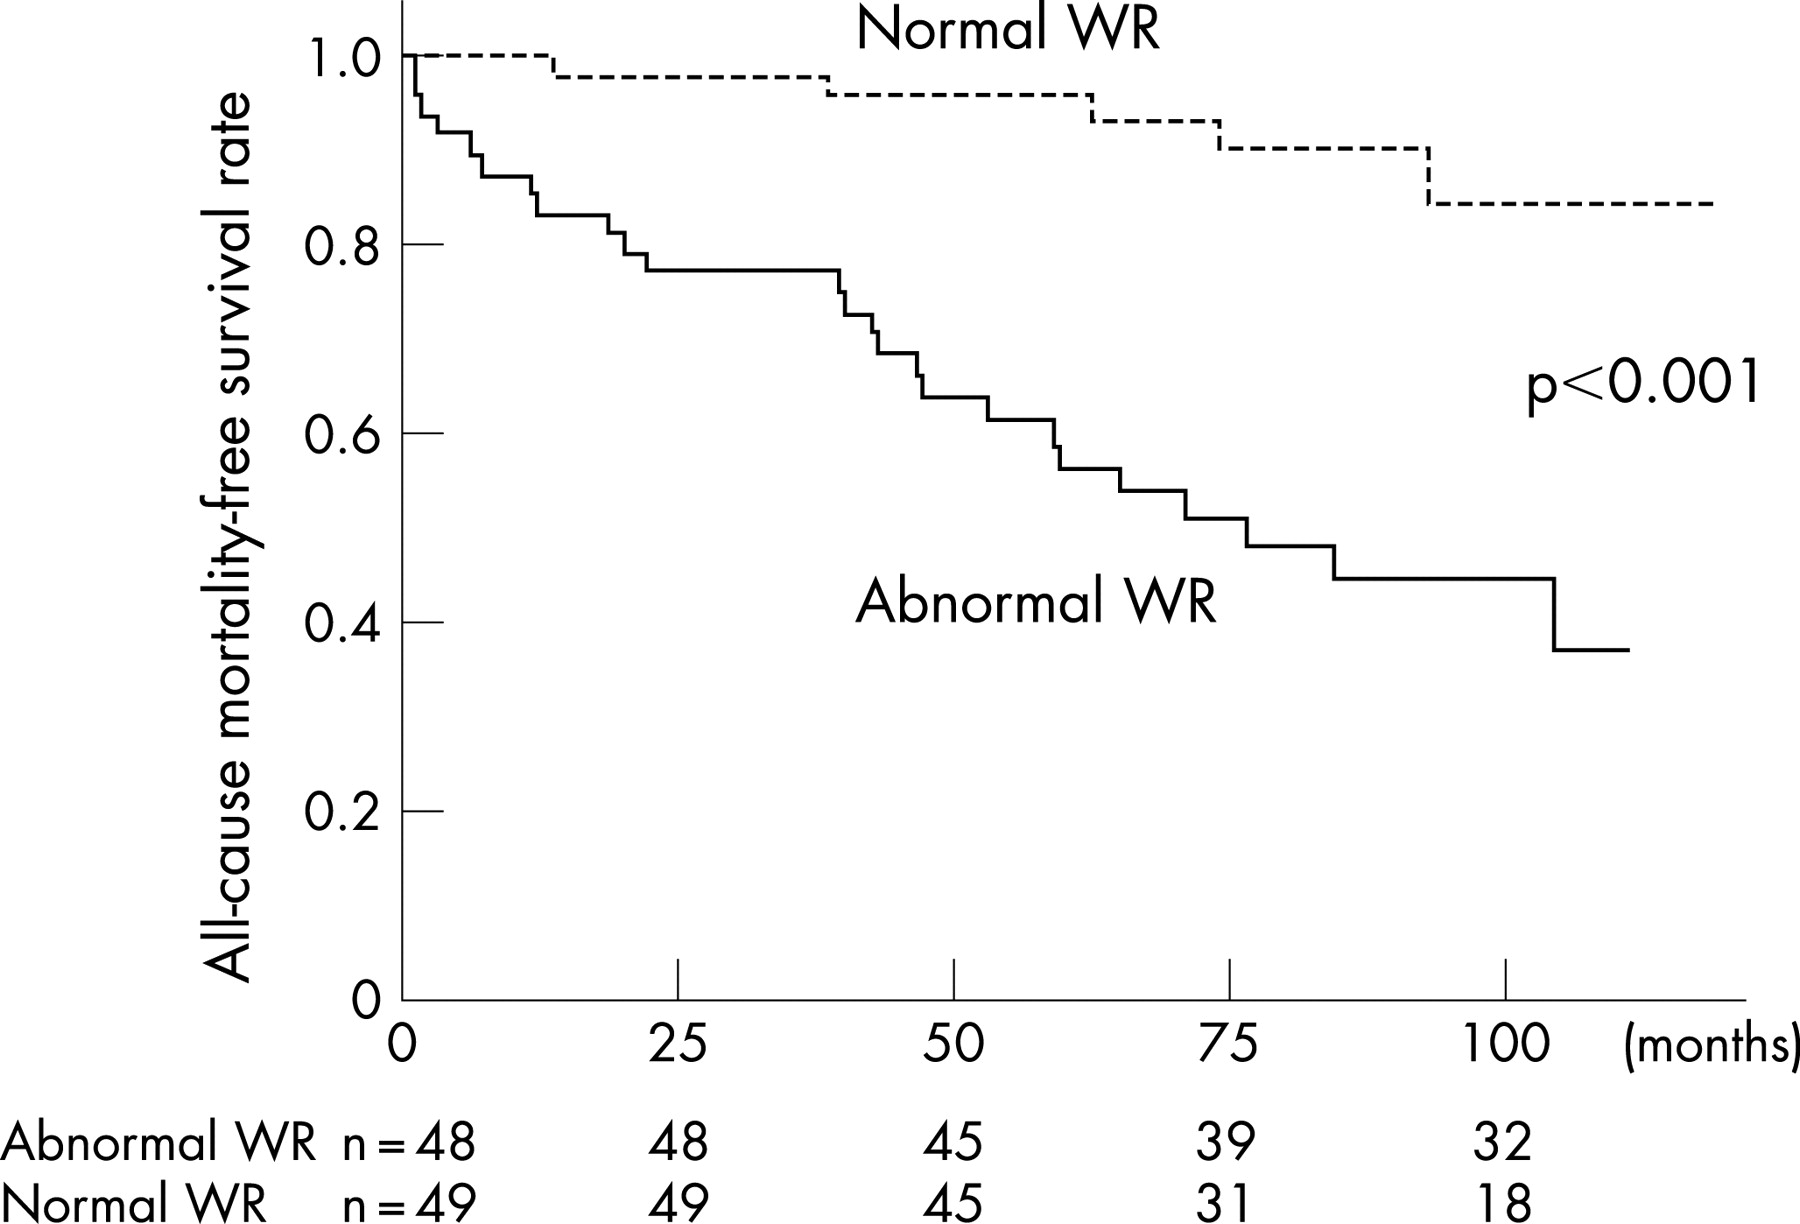 Normal WR
All-cause mortality-free survival rate
1.0
0.8
0.6
0.4
0.2
0
p<0.001
Abnormal WR
0 25 50 75 100 (months)
Abnormal WR n=48 48 45 39 32
Normal WR n=49 49 45 31 18